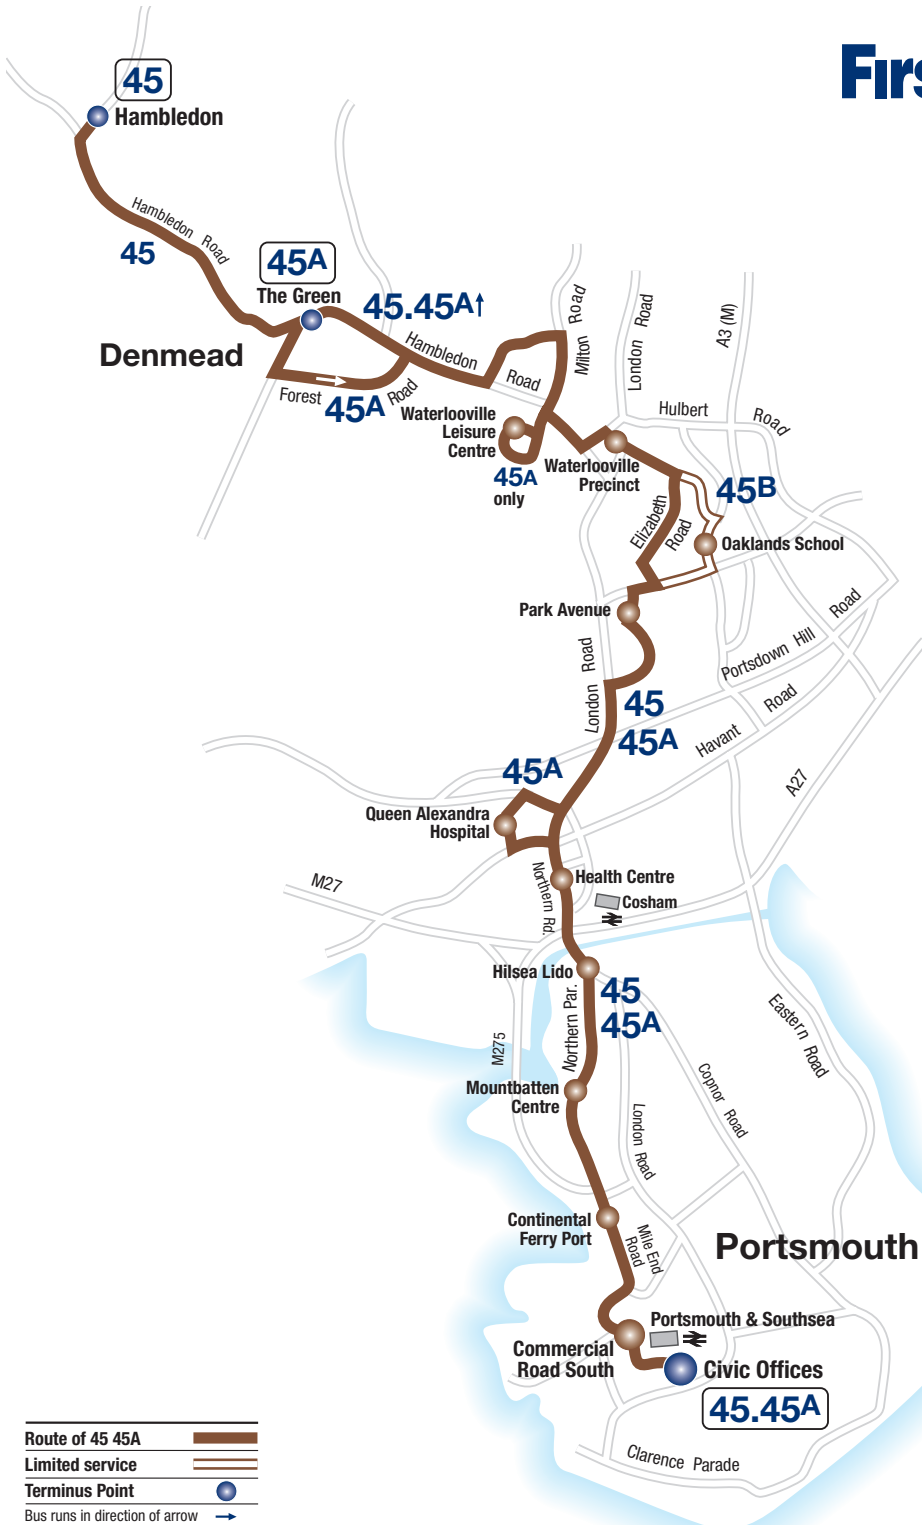 Firs
45
Hambledon
Hambledon Road
45
45A
The Green
45.45A
Denmead
Hambledon
Road
Milton Road
London Road
A3 (M)
Hulbert Road
Forest Road
45A
Waterlooville
Leisure
Centre
45A
only
Waterlooville
Precinct
45B
Elizabeth
Road
Oaklands School
Park Avenue
London Road
Portsdown Hill Road
45
45A
Havant Road
A27
45A
Queen Alexandra
Hospital
M27
Northern Rd.
Health Centre
Cosham
Hilsea Lido
45
45A
Northern Par.
M275
Eastern Road
Copnor Road
Mountbatten
Centre
London Road
Continental
Ferry Port
Mile End
Road
Portsmouth
Portsmouth & Southsea
Commercial
Road South
Civic Offices
45.45A
Clarence Parade
Route of 45 45A
Limited service
Terminus Point
Bus runs in direction of arrow